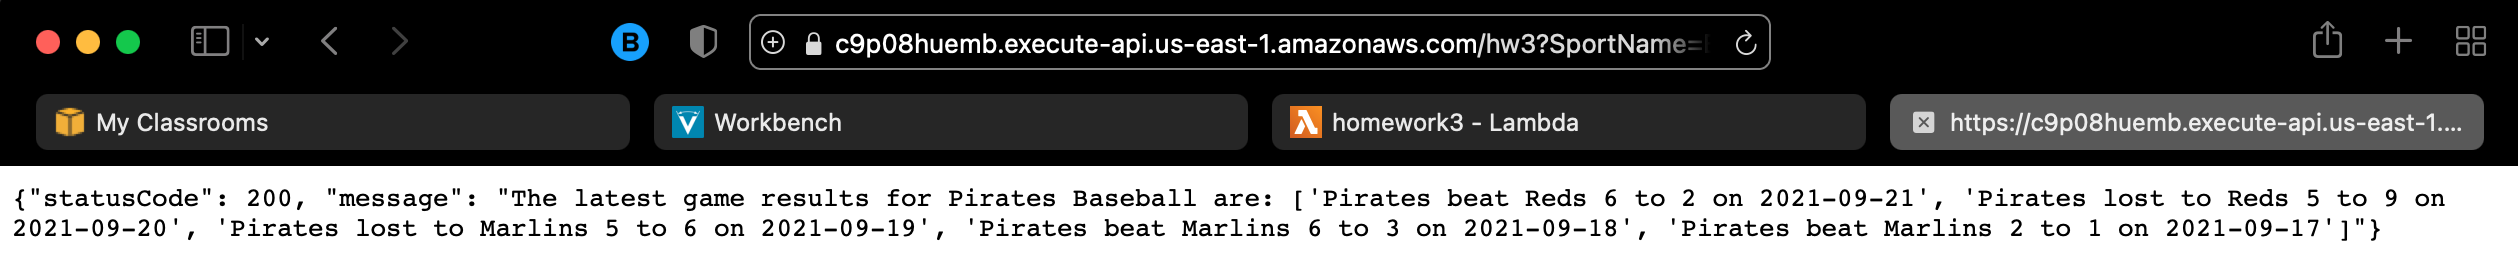 B
c9p08huemb.execute-api.us-east-1.amazonaws.com/hw3?SportName=
My Classrooms
Workbench
homework3 - Lambda
https://c9p08huemb.execute-api.us-east-1....
{"statusCode": 200, "message": "The latest game results for Pirates Baseball are: ['Pirates beat Reds 6 to 2 on 2021-09-21', 'Pirates lost to Reds 5 to 9 on
2021-09-20', 'Pirates lost to Marlins 5 to 6 on 2021-09-19', 'Pirates beat Marlins 6 to 3 on 2021-09-18', 'Pirates beat Marlins 2 to 1 on 2021-09-17']"}